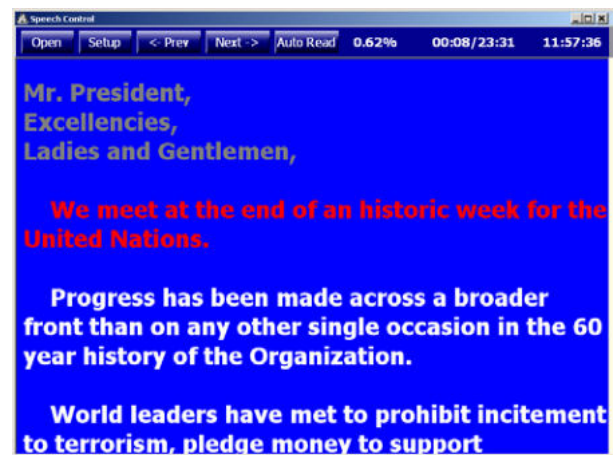 Speech Control
Open Setup <- Prev Next -> Auto Read 0.62% 00:08/23:31 11:57:36
Mr. President,
Excellencies,
Ladies and Gentlemen,
We meet at the end of an historic week for the
United Nations.
Progress has been made across a broader
front than on any other single occasion in the 60
year history of the Organization.
World leaders have met to prohibit incitement
to terrorism, pledge money to support